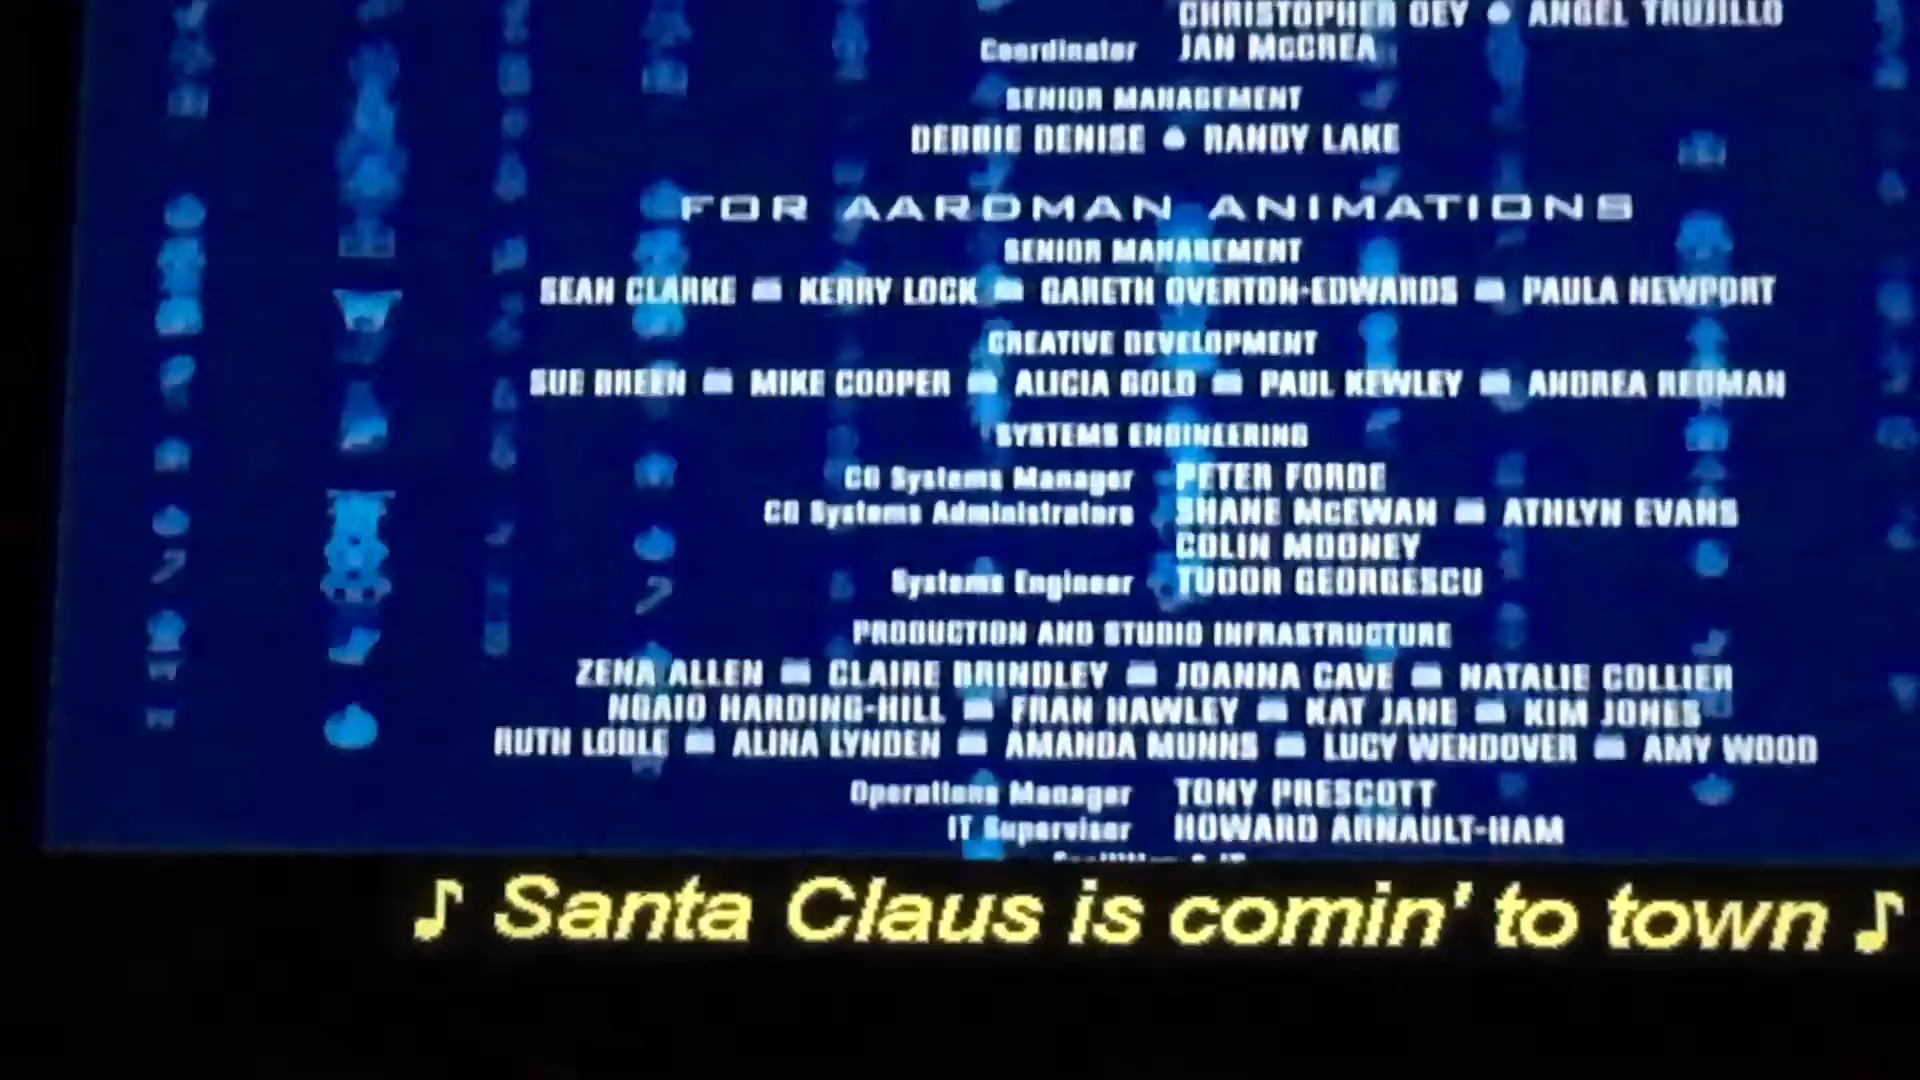 CHRISTOPHER OEY ANGEL TRUJILLO
Coordinator JAN McCREA
SENIOR MANAGEMENT
DEBBIE DENISE RANDY LAKE
FOR AARDMAN ANIMATIONS
SENIOR MANAGEMENT
SEAN CLARKE KERRY LOCK GARETH OVERTON-EDWARDS PAULA NEWPORT
CREATIVE DEVELOPMENT
SUE BREEN MIKE COOPER ALICIA GOLD PAUL KEWLEY ANDREA REDMAN
SYSTEMS ENGINEERING
CG Systems Manager PETER FORDE
CG Systems Administrators SHANE McEWAN ATHLYN EVANS
COLIN MOONEY
Systems Engineer TUDOR GEORGESCU
PRODUCTION AND STUDIO INFRASTRUCTURE
ZENA ALLEN CLAIRE BRINDLEY JOANNA CAVE NATALIE COLLIER
NGAIO HARDING-HILL FRAN HAWLEY KAT JANE KIM JONES
RUTH ALINA LYNDEN AMANDA MUNNS LUCY WENDOVER AMY WOOD
Operations Manager TONY PRESCOTT
IT Supervisor HOWARD ARNAULT-HAM
♪ Santa Claus is comin' to town ♪